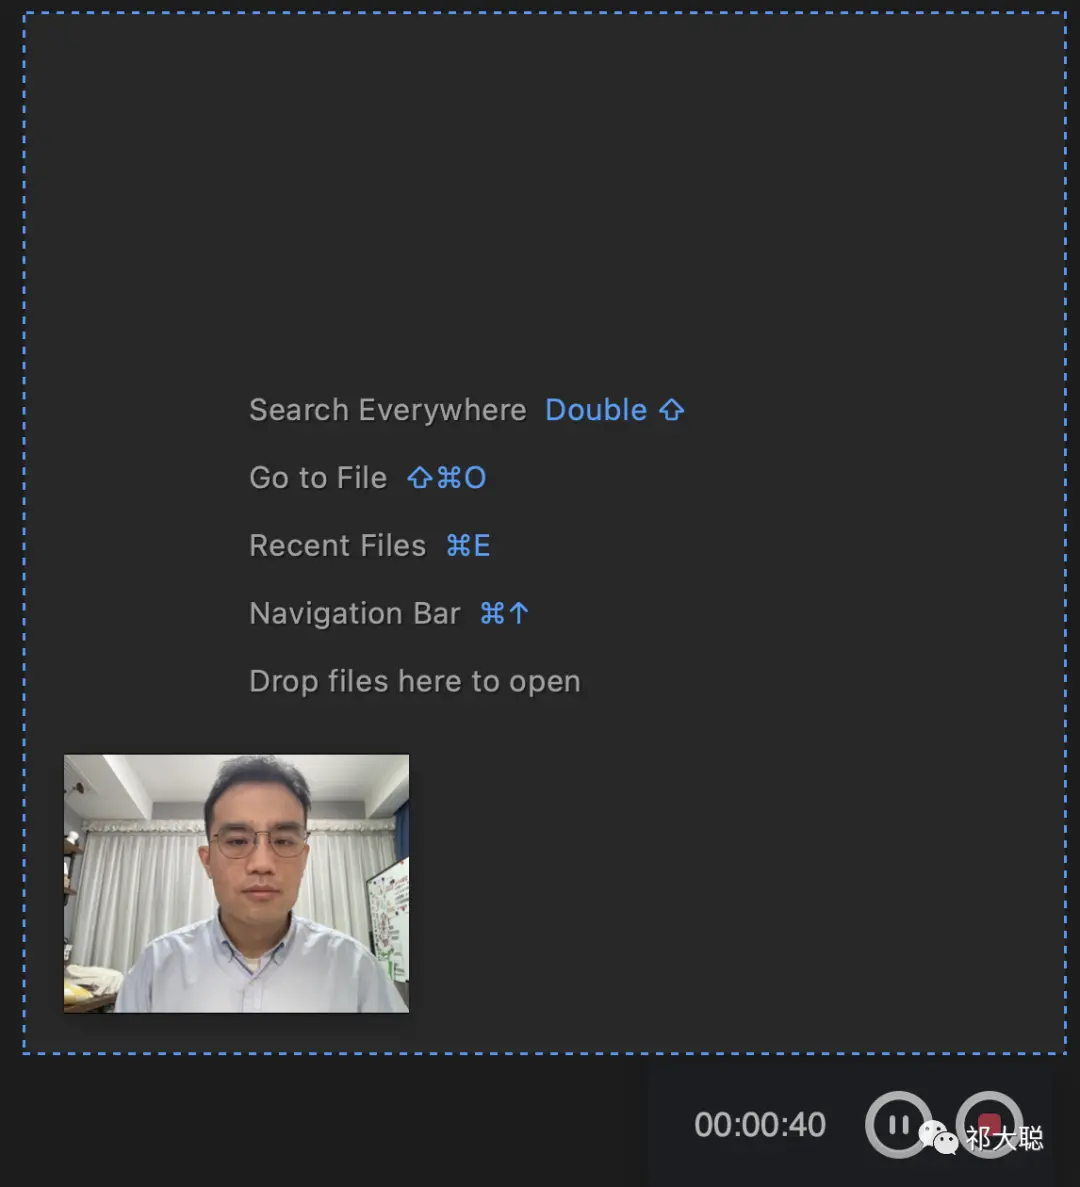 Search Everywhere Double ⇧
Go to File ⇧⌘O
Recent Files ⌘E
Navigation Bar ⌘↑
Drop files here to open
00:00:40
祁大聪